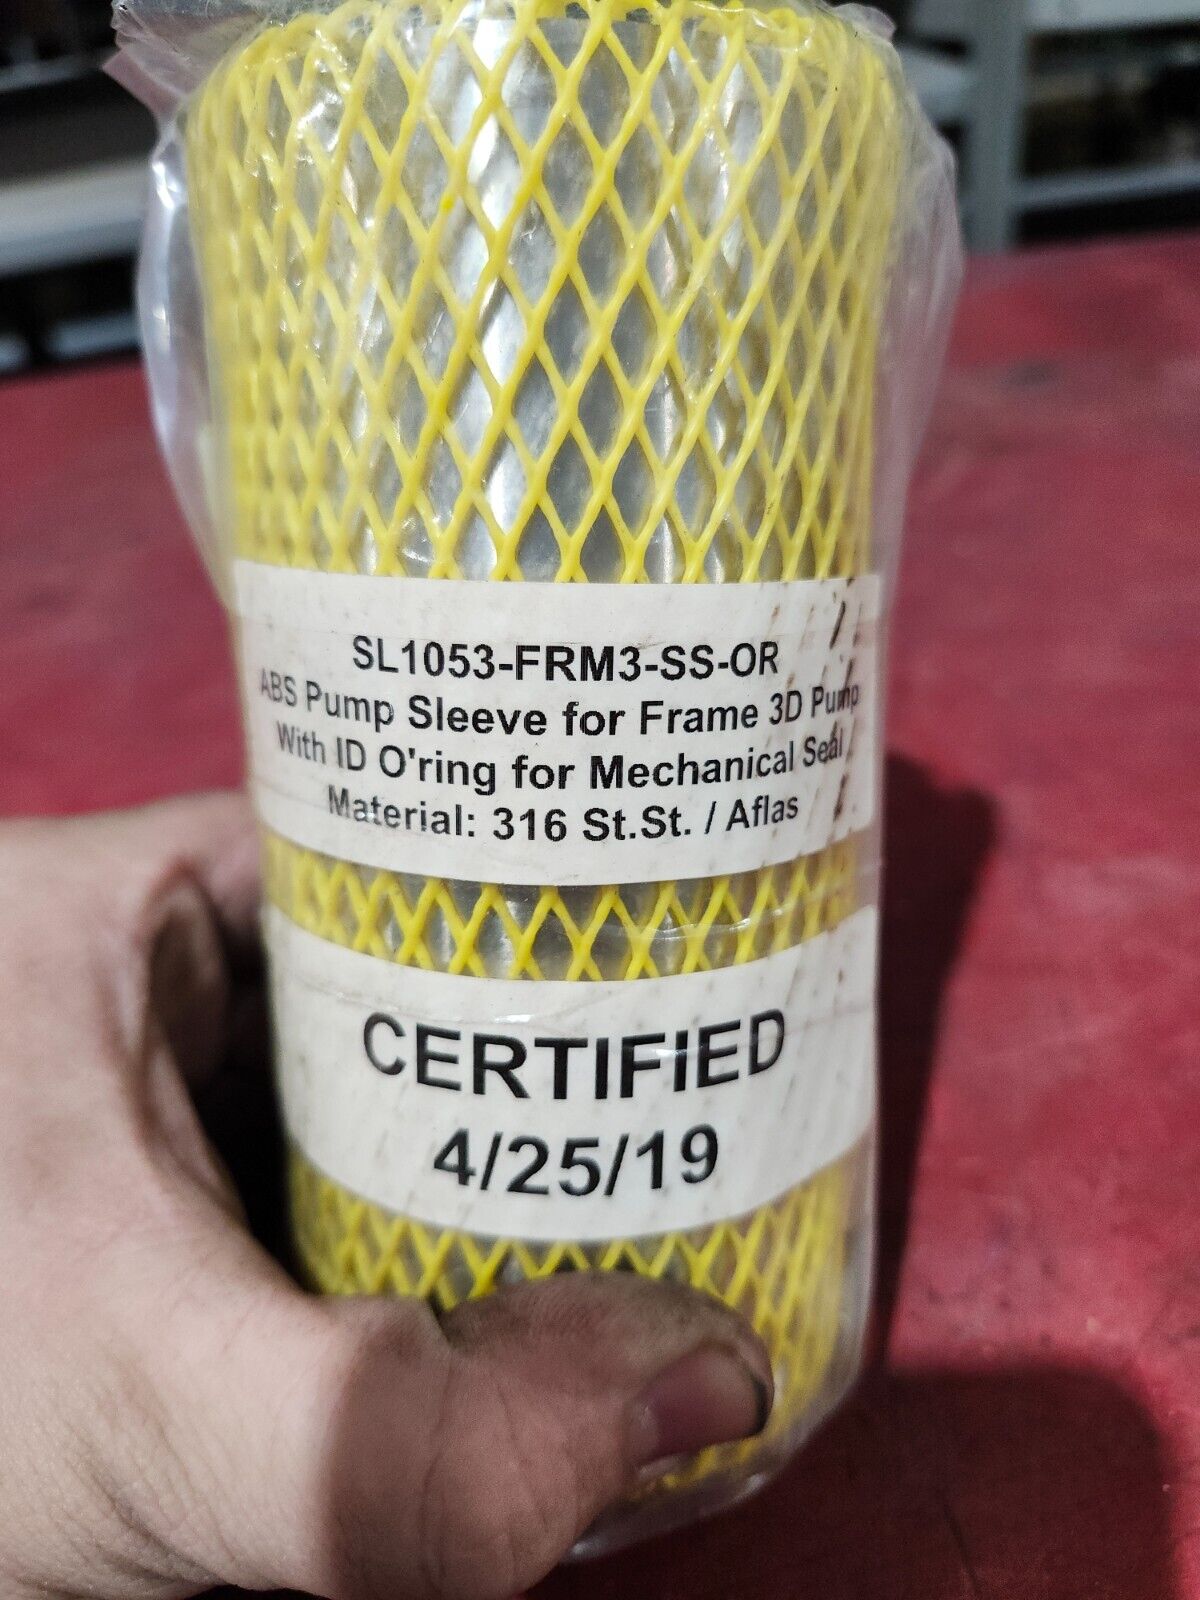 SL1053-FRM3-SS-OR
ABS Pump Sleeve for Frame 3D Pump
With ID O'ring for Mechanical Seal
Material: 316 St.St. / Aflas
CERTIFIED
4/25/19